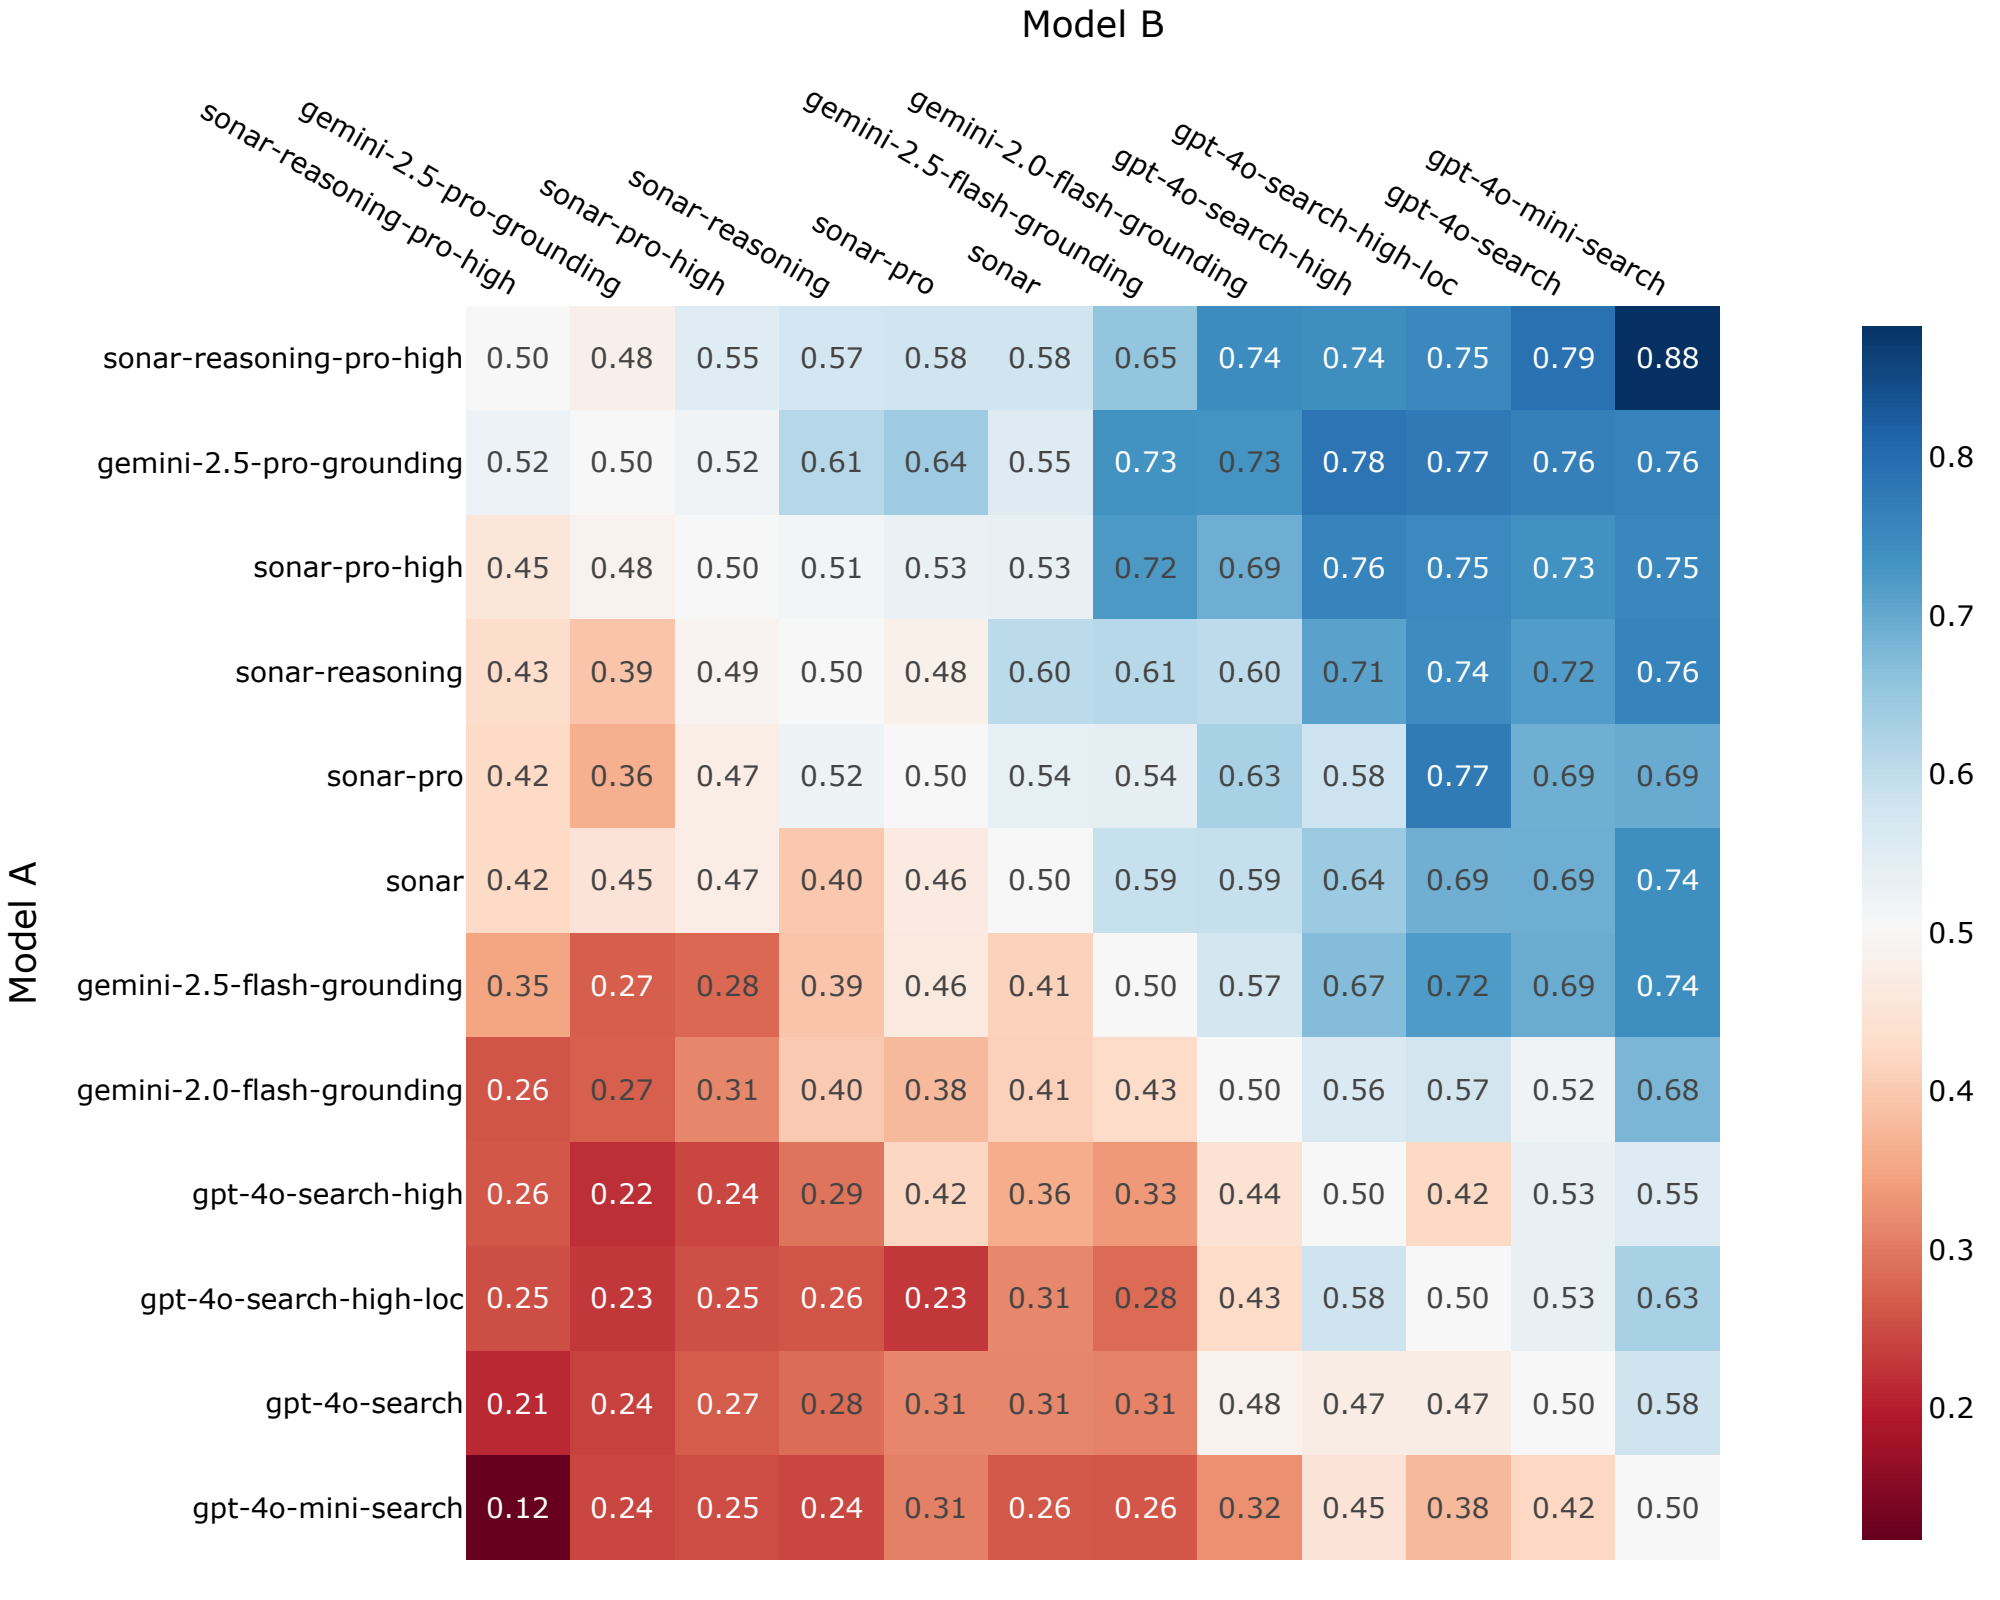 Model B
sonar-reasoning-pro-high
gemini-2.5-pro-grounding
sonar-pro-high
sonar-reasoning
sonar-pro
sonar
gemini-2.5-flash-grounding
gemini-2.0-flash-grounding
gpt-4o-search-high
gpt-4o-search-high-loc
gpt-4o-search
gpt-4o-mini-search
Model A
sonar-reasoning-pro-high 0.50 0.48 0.55 0.57 0.58 0.58 0.65 0.74 0.74 0.75 0.79 0.88
gemini-2.5-pro-grounding 0.52 0.50 0.52 0.61 0.64 0.55 0.73 0.73 0.78 0.77 0.76 0.76
sonar-pro-high 0.45 0.48 0.50 0.51 0.53 0.53 0.72 0.69 0.76 0.75 0.73 0.75
sonar-reasoning 0.43 0.39 0.49 0.50 0.48 0.60 0.61 0.60 0.71 0.74 0.72 0.76
sonar-pro 0.42 0.36 0.47 0.52 0.50 0.54 0.54 0.63 0.58 0.77 0.69 0.69
sonar 0.42 0.45 0.47 0.40 0.46 0.50 0.59 0.59 0.64 0.69 0.69 0.74
gemini-2.5-flash-grounding 0.35 0.27 0.28 0.39 0.46 0.41 0.50 0.57 0.67 0.72 0.69 0.74
gemini-2.0-flash-grounding 0.26 0.27 0.31 0.40 0.38 0.41 0.43 0.50 0.56 0.57 0.52 0.68
gpt-4o-search-high 0.26 0.22 0.24 0.29 0.42 0.36 0.33 0.44 0.50 0.42 0.53 0.55
gpt-4o-search-high-loc 0.25 0.23 0.25 0.26 0.23 0.31 0.28 0.43 0.58 0.50 0.53 0.63
gpt-4o-search 0.21 0.24 0.27 0.28 0.31 0.31 0.31 0.48 0.47 0.47 0.50 0.58
gpt-4o-mini-search 0.12 0.24 0.25 0.24 0.31 0.26 0.26 0.32 0.45 0.38 0.42 0.50
0.8
0.7
0.6
0.5
0.4
0.3
0.2